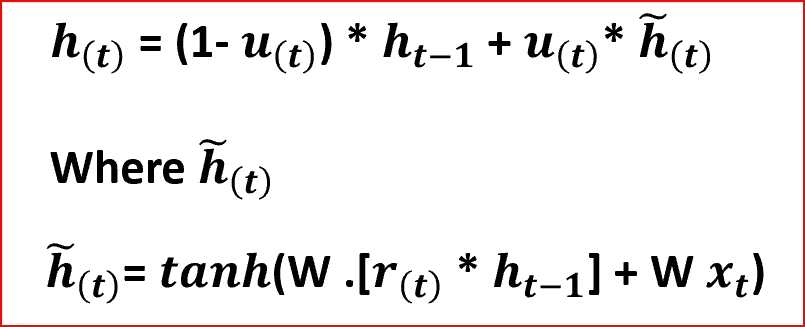 h(t) = (1- u(t)) * ht−1 + u(t)* h̃(t)
Where h̃(t)
h̃(t)= tanh(W .[r(t) * ht−1] + W xt)